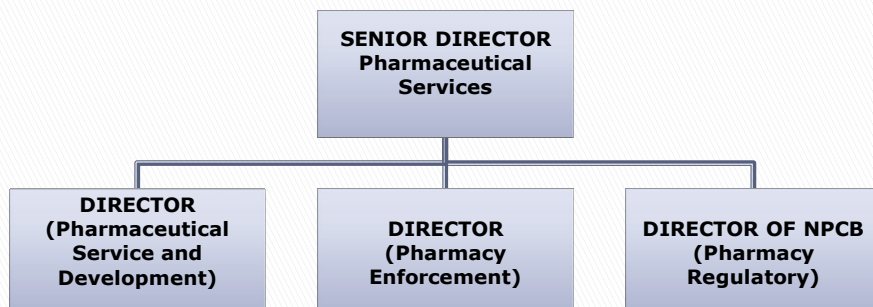 SENIOR DIRECTOR
Pharmaceutical
Services
DIRECTOR
(Pharmaceutical
Service and
Development)
DIRECTOR
(Pharmacy
Enforcement)
DIRECTOR OF NPCB
(Pharmacy
Regulatory)